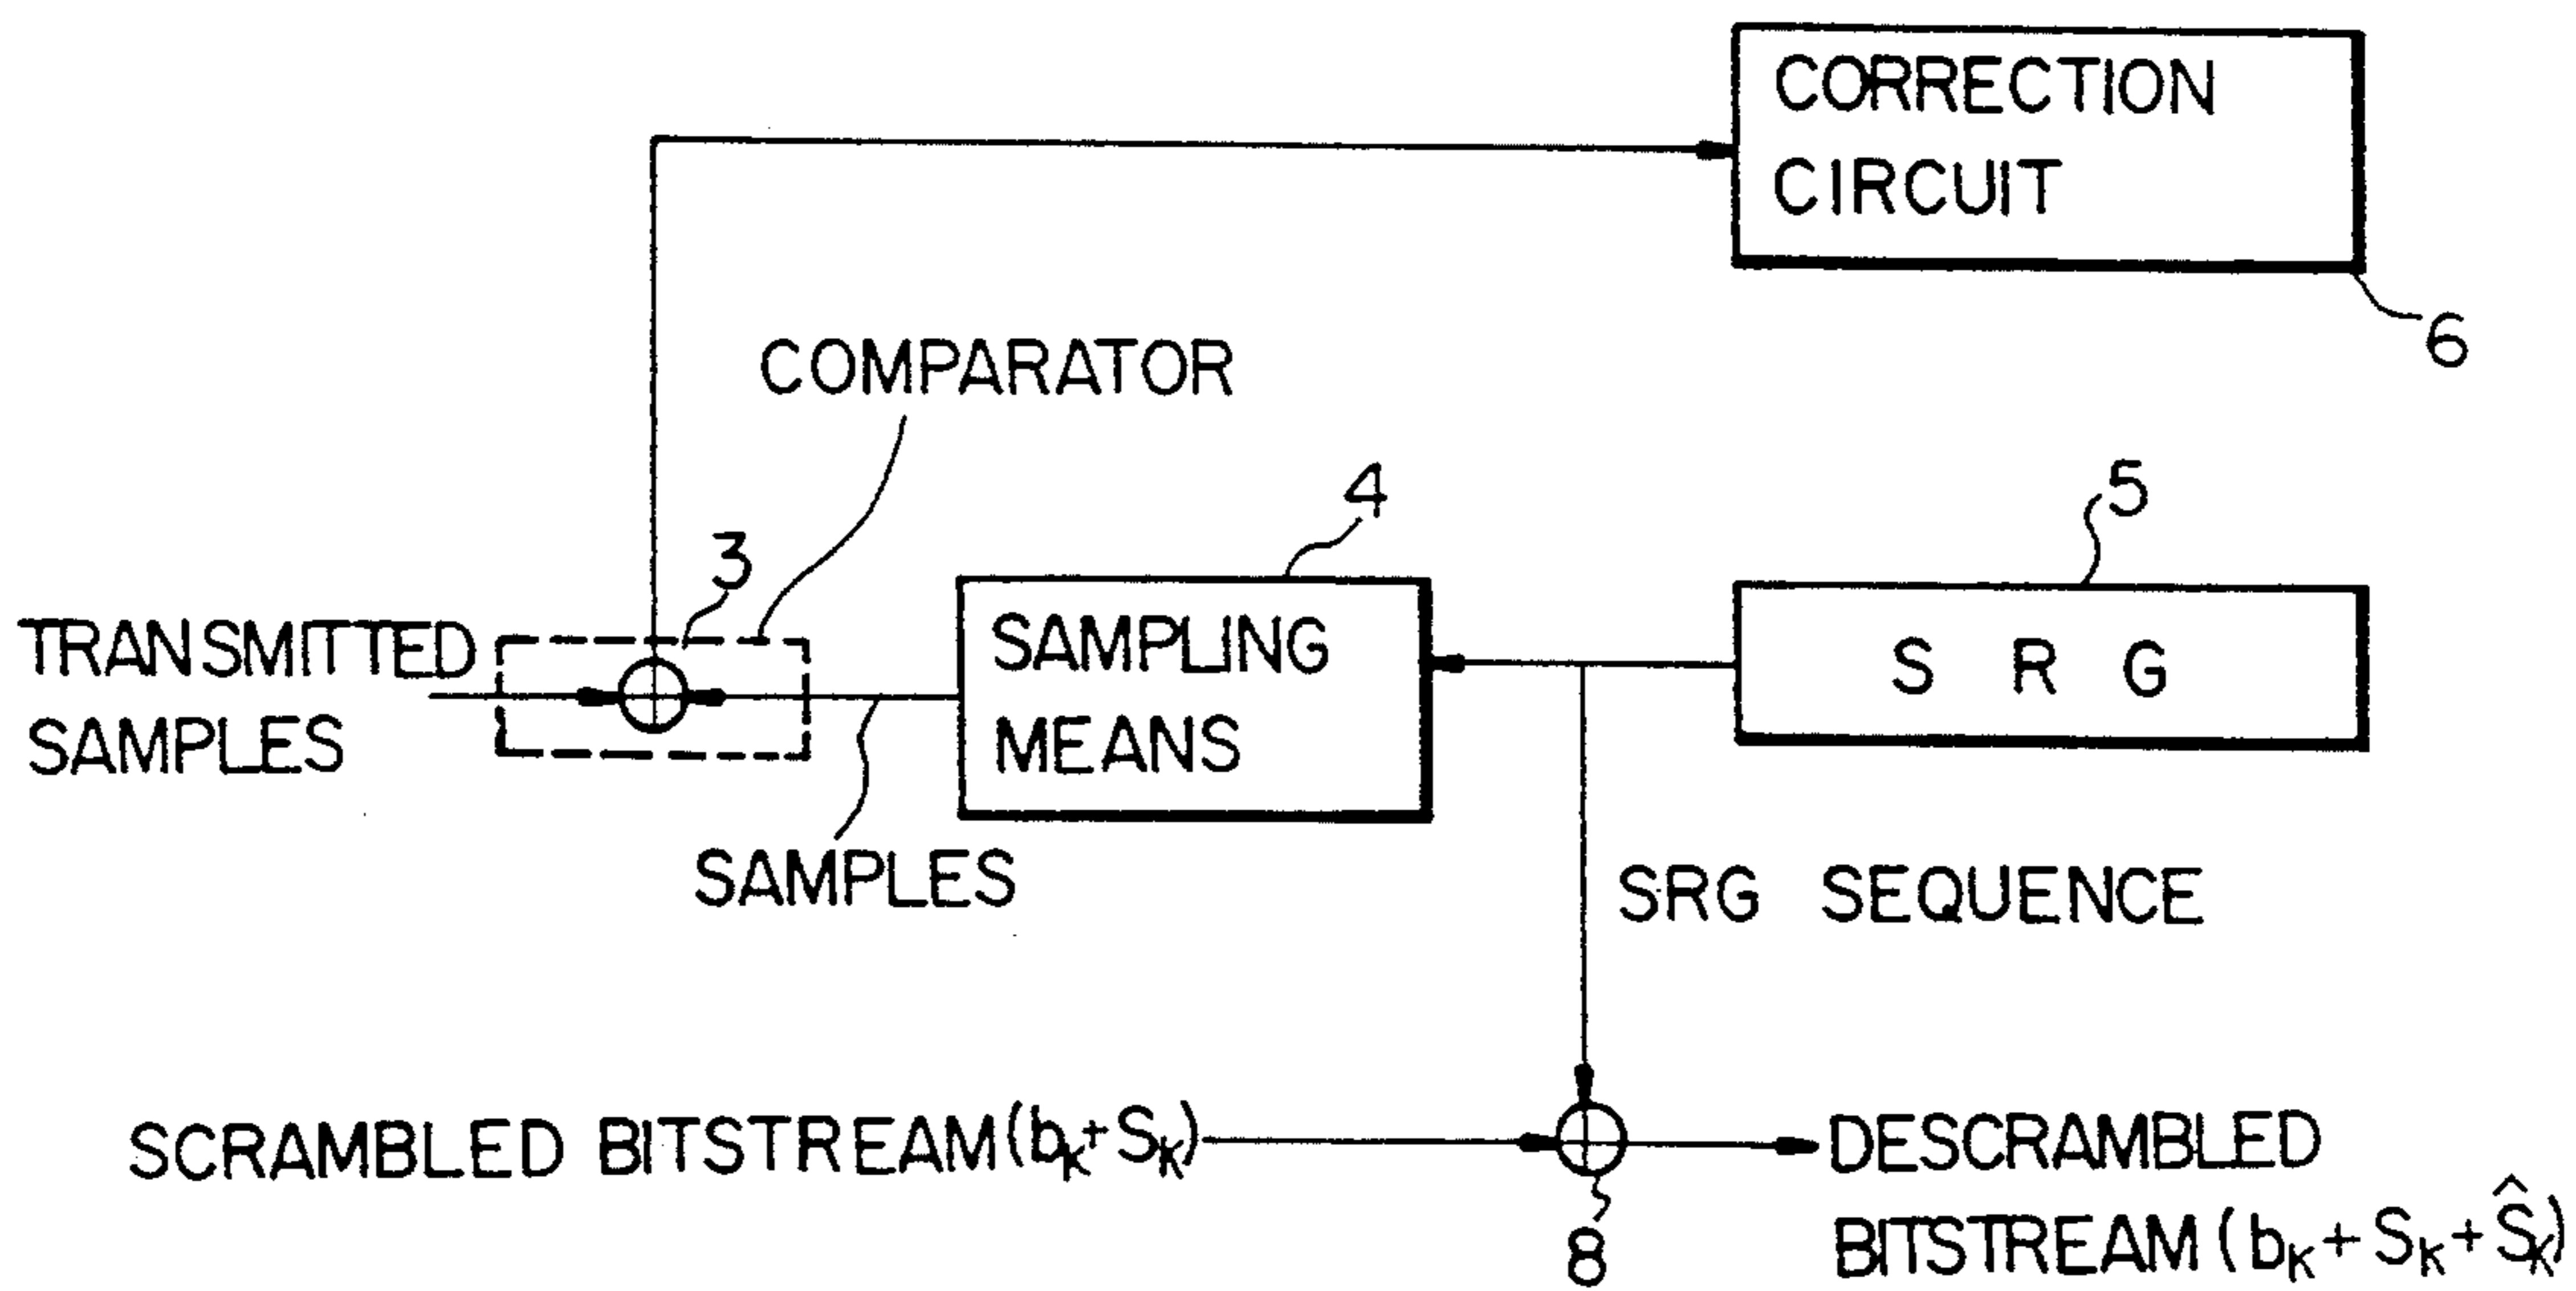 CORRECTION
CIRCUIT
6
COMPARATOR
3
4
5
TRANSMITTED
SAMPLES
SAMPLING
MEANS
S R G
SAMPLES
SRG SEQUENCE
SCRAMBLED BITSTREAM (bₖ+Sₖ)
DESCRAMBLED
BITSTREAM (bₖ+Sₖ+Ŝₖ)
8